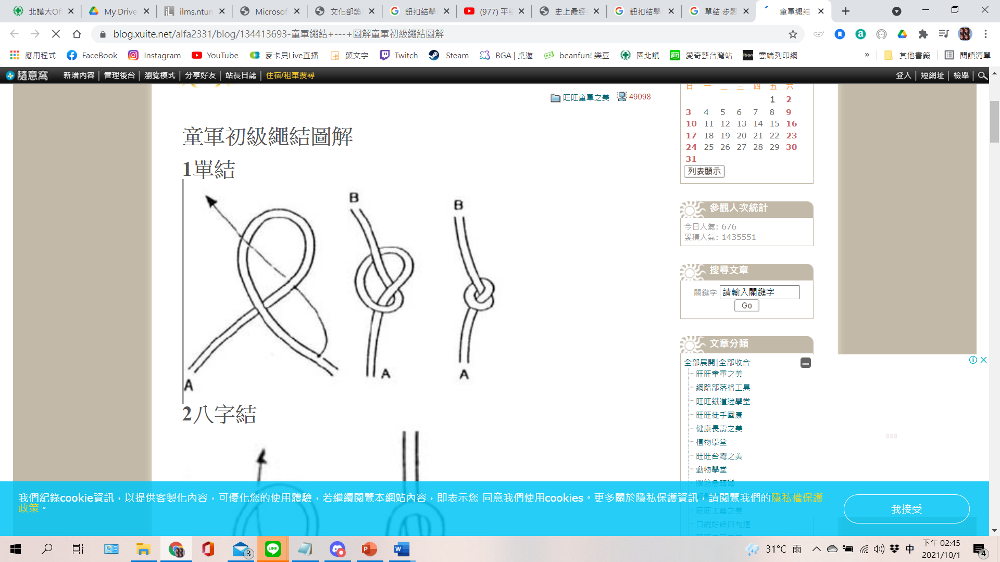 北護大Of
My Drive
ilms.ntun
Microsof
文化部獎
鈕扣結學
(977) 平結
史上最經
鈕扣結學
單結 步驟
童軍繩結
blog.xuite.net/alfa2331/blog/134413693-童軍繩結+---+圖解童軍初級繩結圖解
應用程式
FaceBook
Instagram
YouTube
麥卡貝Live直播
顏文字
Twitch
Steam
BGA | 桌遊
beanfun! 樂豆
國北護
愛奇藝台灣站
雲端列印網
»
其他書籤
閱讀清單
隨意窩
新增內容 | 管理後台 | 瀏覽模式 | 分享好友 | 站長日誌 | 住宿/租車搜尋
登入 | 短網址 | 檢舉 |
旺旺童軍之美
49098
童軍初級繩結圖解
1單結
B
B
A
A
A
2八字結
日 一 二 三 四 五 六
1 2
3 4 5 6 7 8 9
10 11 12 13 14 15 16
17 18 19 20 21 22 23
24 25 26 27 28 29 30
31
列表顯示
參觀人次統計
今日人氣: 676
累積人氣: 1435551
搜尋文章
關鍵字 請輸入關鍵字
Go
文章分類
全部展開|全部收合
旺旺童軍之美
網路部落格工具
旺旺鐵道迷學堂
旺旺徒手團康
健康長壽之美
植物學堂
旺旺台灣之美
動物學堂
旺旺工藝之美
口說好話四句連
我們紀錄cookie資訊，以提供客製化內容，可優化您的使用體驗，若繼續閱覽本網站內容，即表示您 同意我們使用cookies。更多關於隱私保護資訊，請閱覽我們的隱私權保護
政策。
我接受
3
31°C 雨
中
下午 02:45
2021/10/1
4